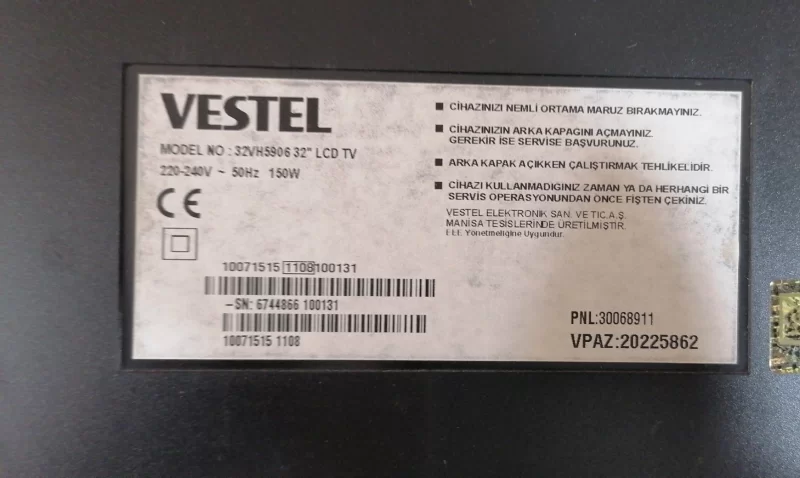 VESTEL
MODEL NO : 32VH5906 32" LCD TV
220-240V ~ 50Hz 150W
CE
10071515 1108 100131
-SN: 6744866 100131
10071515 1108
■ CİHAZINIZI NEMLİ ORTAMA MARUZ BIRAKMAYINIZ.
■ CİHAZINIZIN ARKA KAPAGINI AÇMAYINIZ.
GEREKİR İSE SERVİSE BAŞVURUNUZ.
■ ARKA KAPAK AÇIKKEN ÇALIŞTIRMAK TEHLİKELİDİR.
■ CİHAZI KULLANMADIGINIZ ZAMAN YA DA HERHANGİ BİR
SERVİS OPERASYONUNDAN ÖNCE FİŞTEN ÇEKİNİZ.
VESTEL ELEKTRONİK SAN. VE TİC.A.Ş.
MANİSA TESİSLERİNDE ÜRETİLMİŞTİR.
E.E.E. Yönetmeliğine Uygundur.
PNL:30068911
VPAZ:20225862